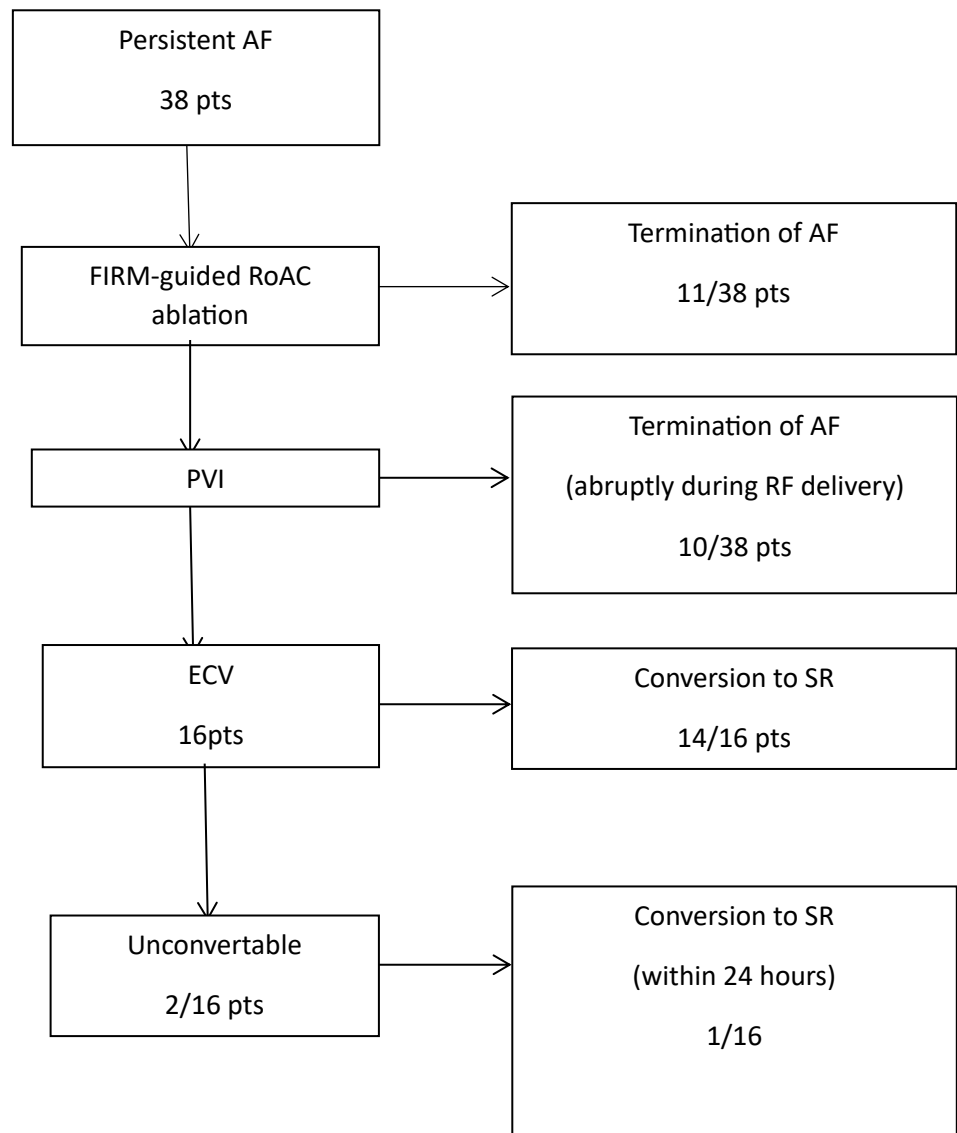 Persistent AF
38 pts
FIRM-guided RoAC
ablation
Termination of AF
11/38 pts
PVI
Termination of AF
(abruptly during RF delivery)
10/38 pts
ECV
16pts
Conversion to SR
14/16 pts
Unconvertable
2/16 pts
Conversion to SR
(within 24 hours)
1/16